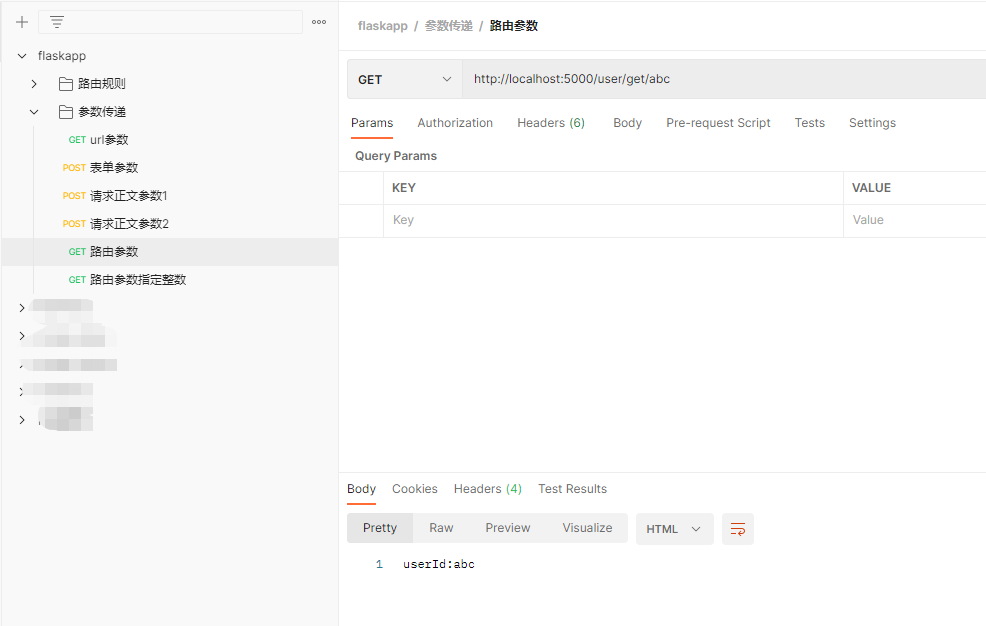 flaskapp
路由规则
参数传递
GET url参数
POST 表单参数
POST 请求正文参数1
POST 请求正文参数2
GET 路由参数
GET 路由参数指定整数
flaskapp / 参数传递 / 路由参数
GET http://localhost:5000/user/get/abc
Params Authorization Headers (6) Body Pre-request Script Tests Settings
Query Params
KEY VALUE
Key Value
Body Cookies Headers (4) Test Results
Pretty Raw Preview Visualize HTML
1 userId:abc